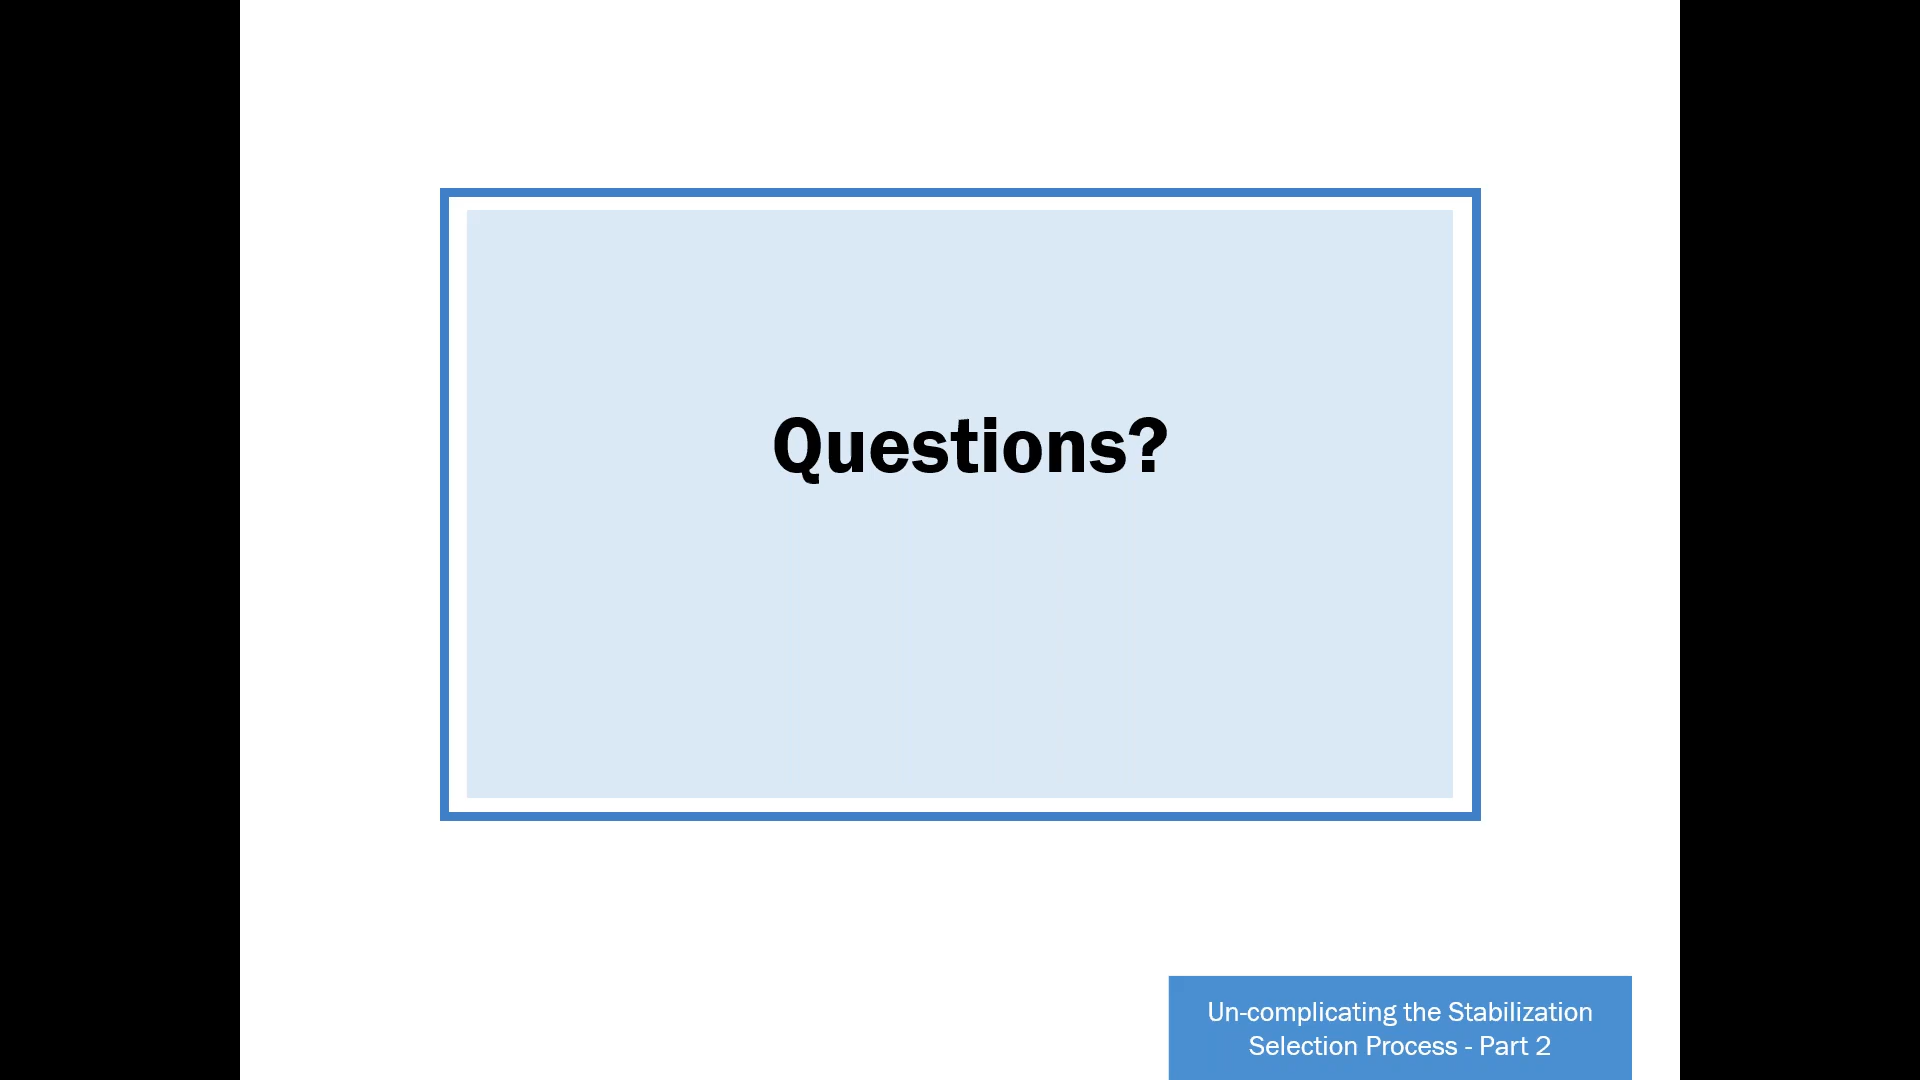 Questions?
Un-complicating the Stabilization
Selection Process - Part 2